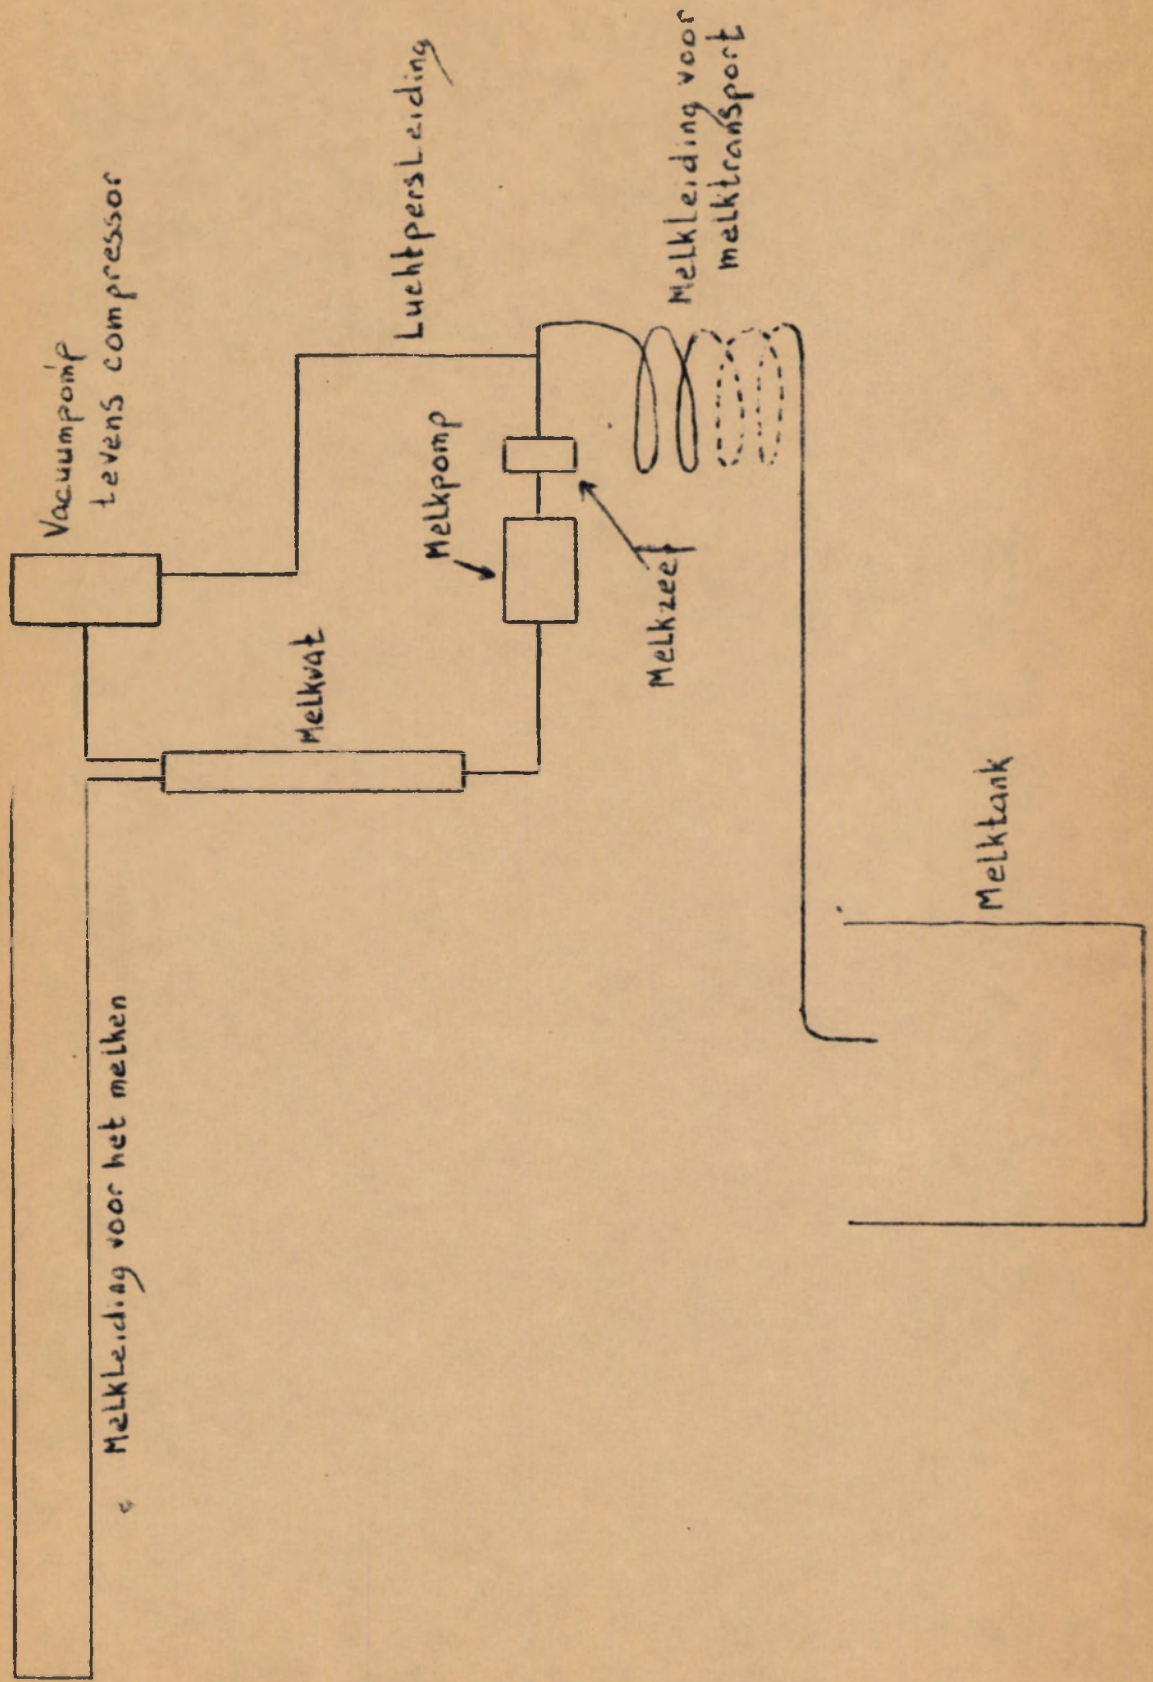 Vacuumpomp
tevens compressor
Luchtpersleiding
Melkleiding voor
melktransport
Melkpomp
Melkzeef
Melkvat
Melkleiding voor het melken
Melktank